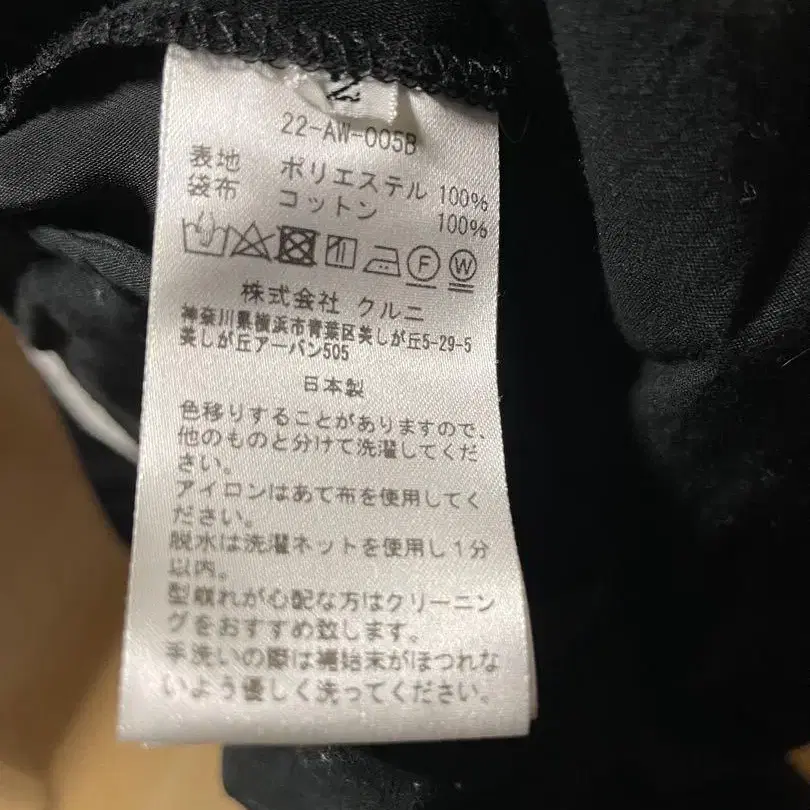 22-AW-005B
表地 ポリエステル 100%
袋布 コットン 100%
F W
株式会社 クルニ
神奈川県横浜市青葉区美しが丘5-29-5
美しが丘アーバン505
日本製
色移りすることがありますので、
他のものと分けて洗濯してくだ
さい。
アイロンはあて布を使用してく
ださい。
脱水は洗濯ネットを使用し1分
以内。
型崩れが心配な方はクリーニン
グをおすすめ致します。
手洗いの際は補始末がほつれな
いよう優しく洗ってください。